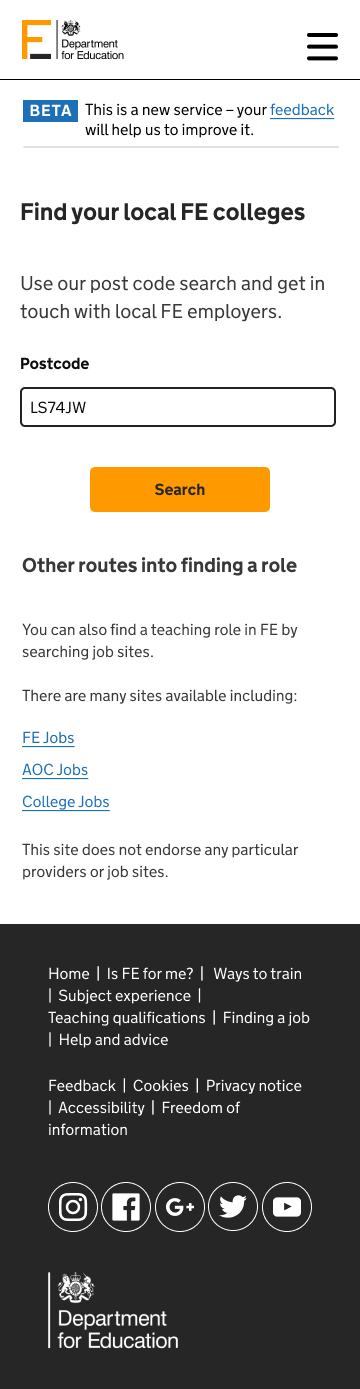 FE
Department
for Education
BETA This is a new service – your feedback
will help us to improve it.
Find your local FE colleges
Use our post code search and get in
touch with local FE employers.
Postcode
LS74JW
Search
Other routes into finding a role
You can also find a teaching role in FE by
searching job sites.
There are many sites available including:
FE Jobs
AOC Jobs
College Jobs
This site does not endorse any particular
providers or job sites.
Home | Is FE for me? | Ways to train
| Subject experience |
Teaching qualifications | Finding a job
| Help and advice
Feedback | Cookies | Privacy notice
| Accessibility | Freedom of
information
G+
Department
for Education